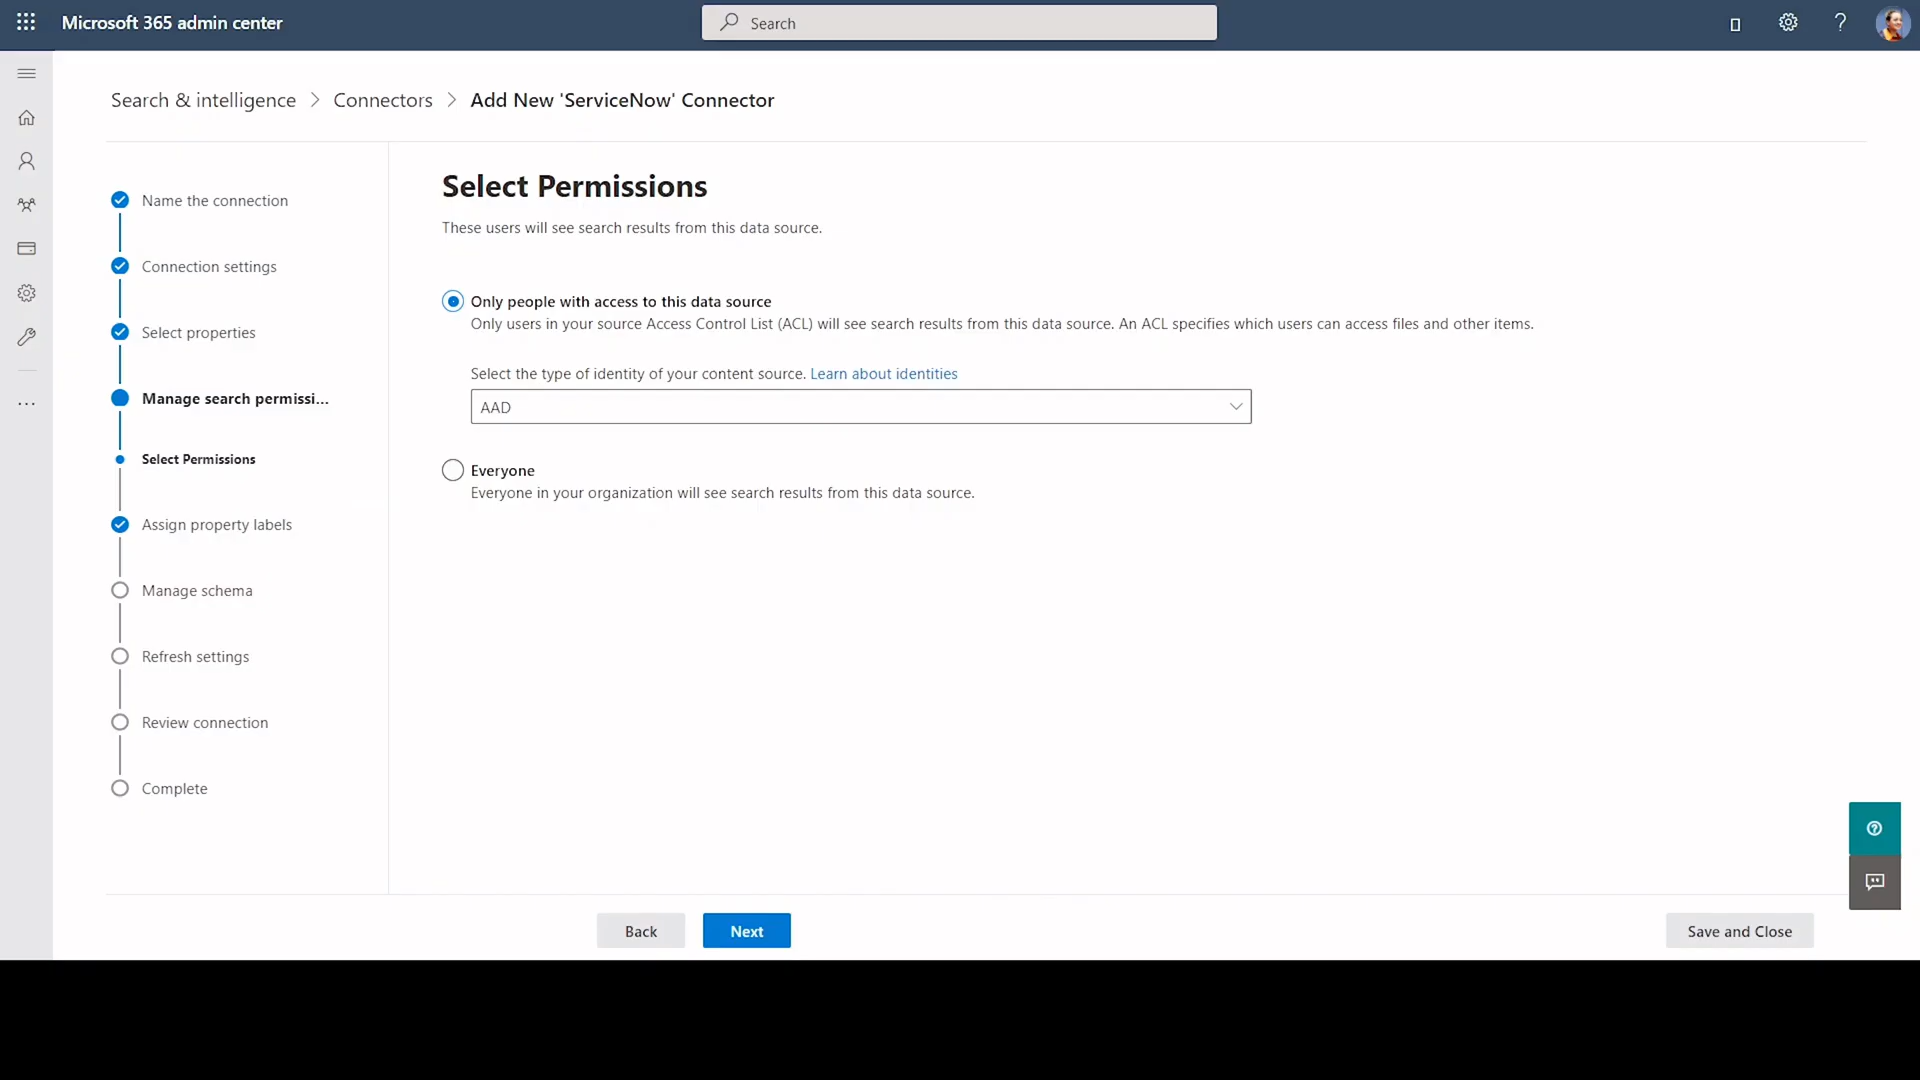 Microsoft 365 admin center
Search
Search & intelligence > Connectors > Add New 'ServiceNow' Connector
Name the connection
Connection settings
Select properties
Manage search permissi...
Select Permissions
Assign property labels
Manage schema
Refresh settings
Review connection
Complete
Select Permissions
These users will see search results from this data source.
Only people with access to this data source
Only users in your source Access Control List (ACL) will see search results from this data source. An ACL specifies which users can access files and other items.
Select the type of identity of your content source. Learn about identities
AAD
Everyone
Everyone in your organization will see search results from this data source.
Back
Next
Save and Close